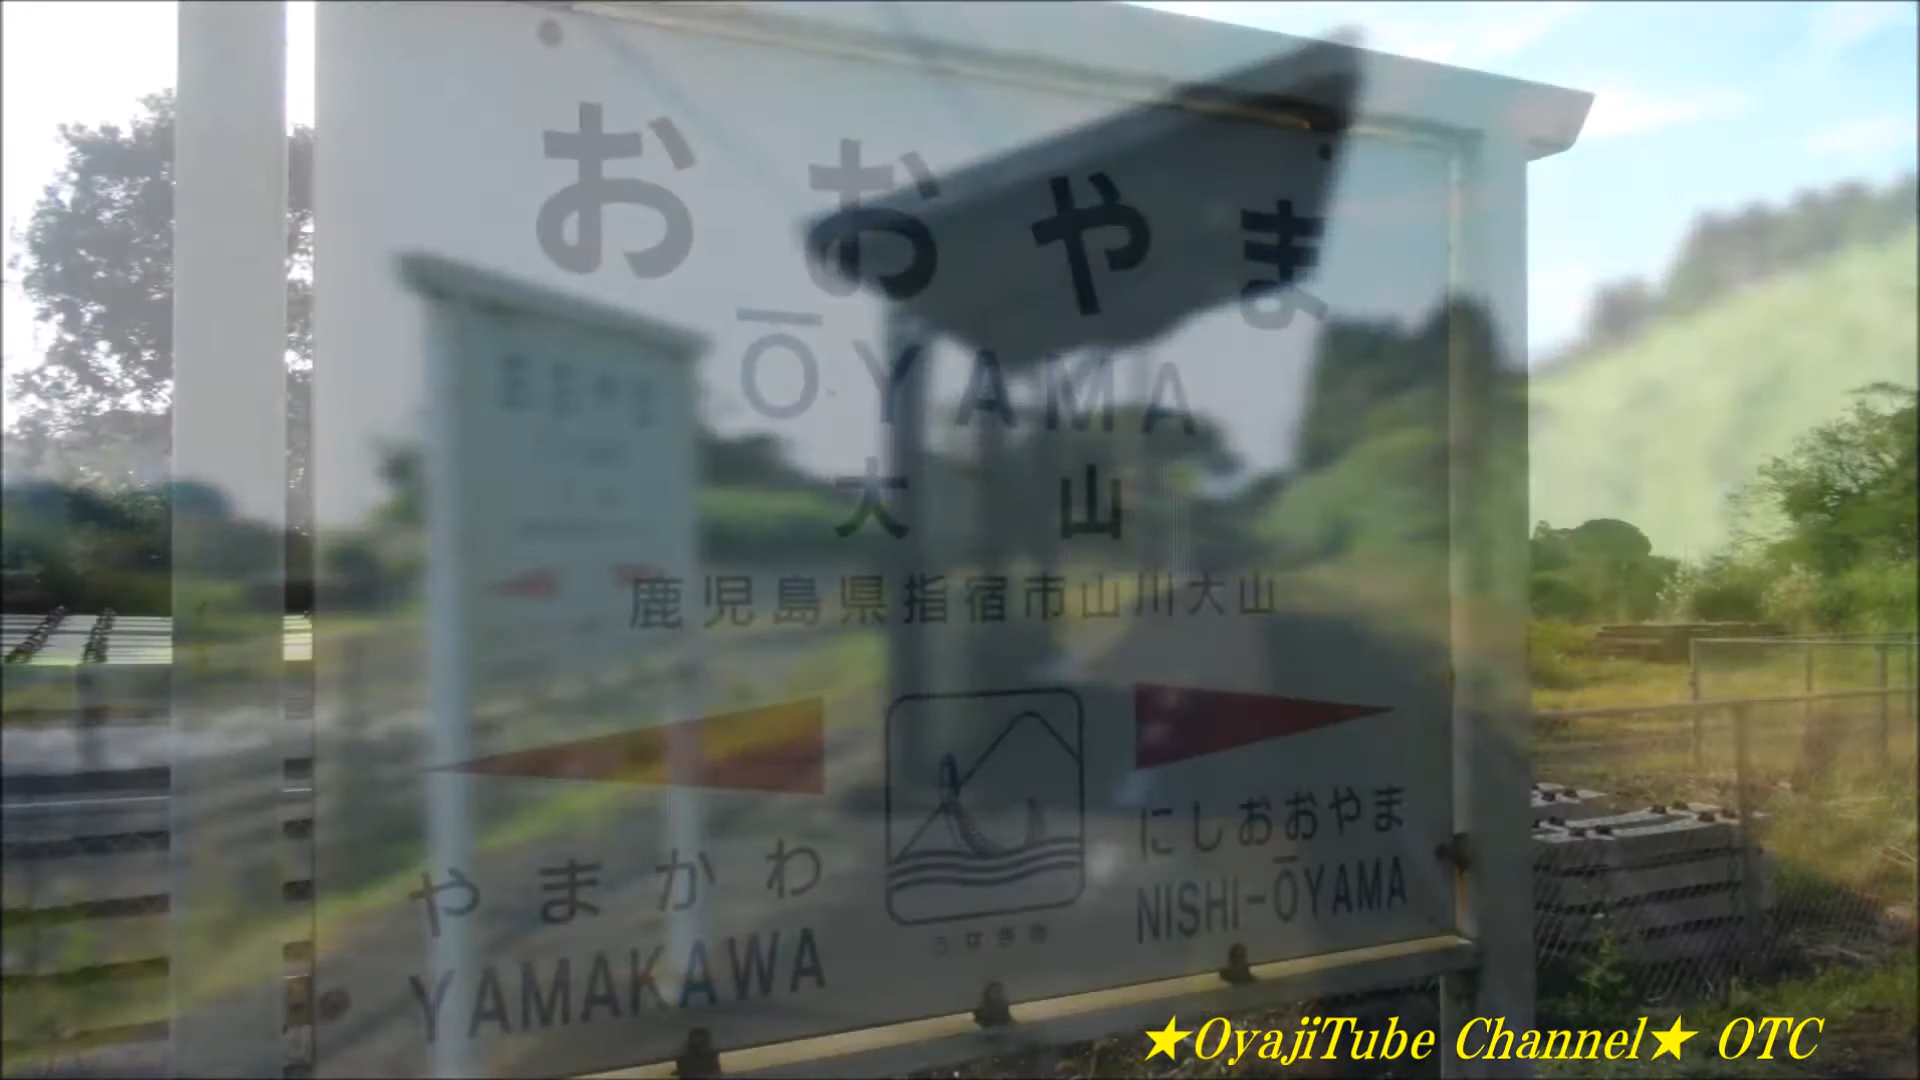 おおやま
ŌYAMA
大山
鹿児島県指宿市山川大山
やまかわ
YAMAKAWA
にしおおやま
NISHI-ŌYAMA
★OyajiTube Channel★ OTC